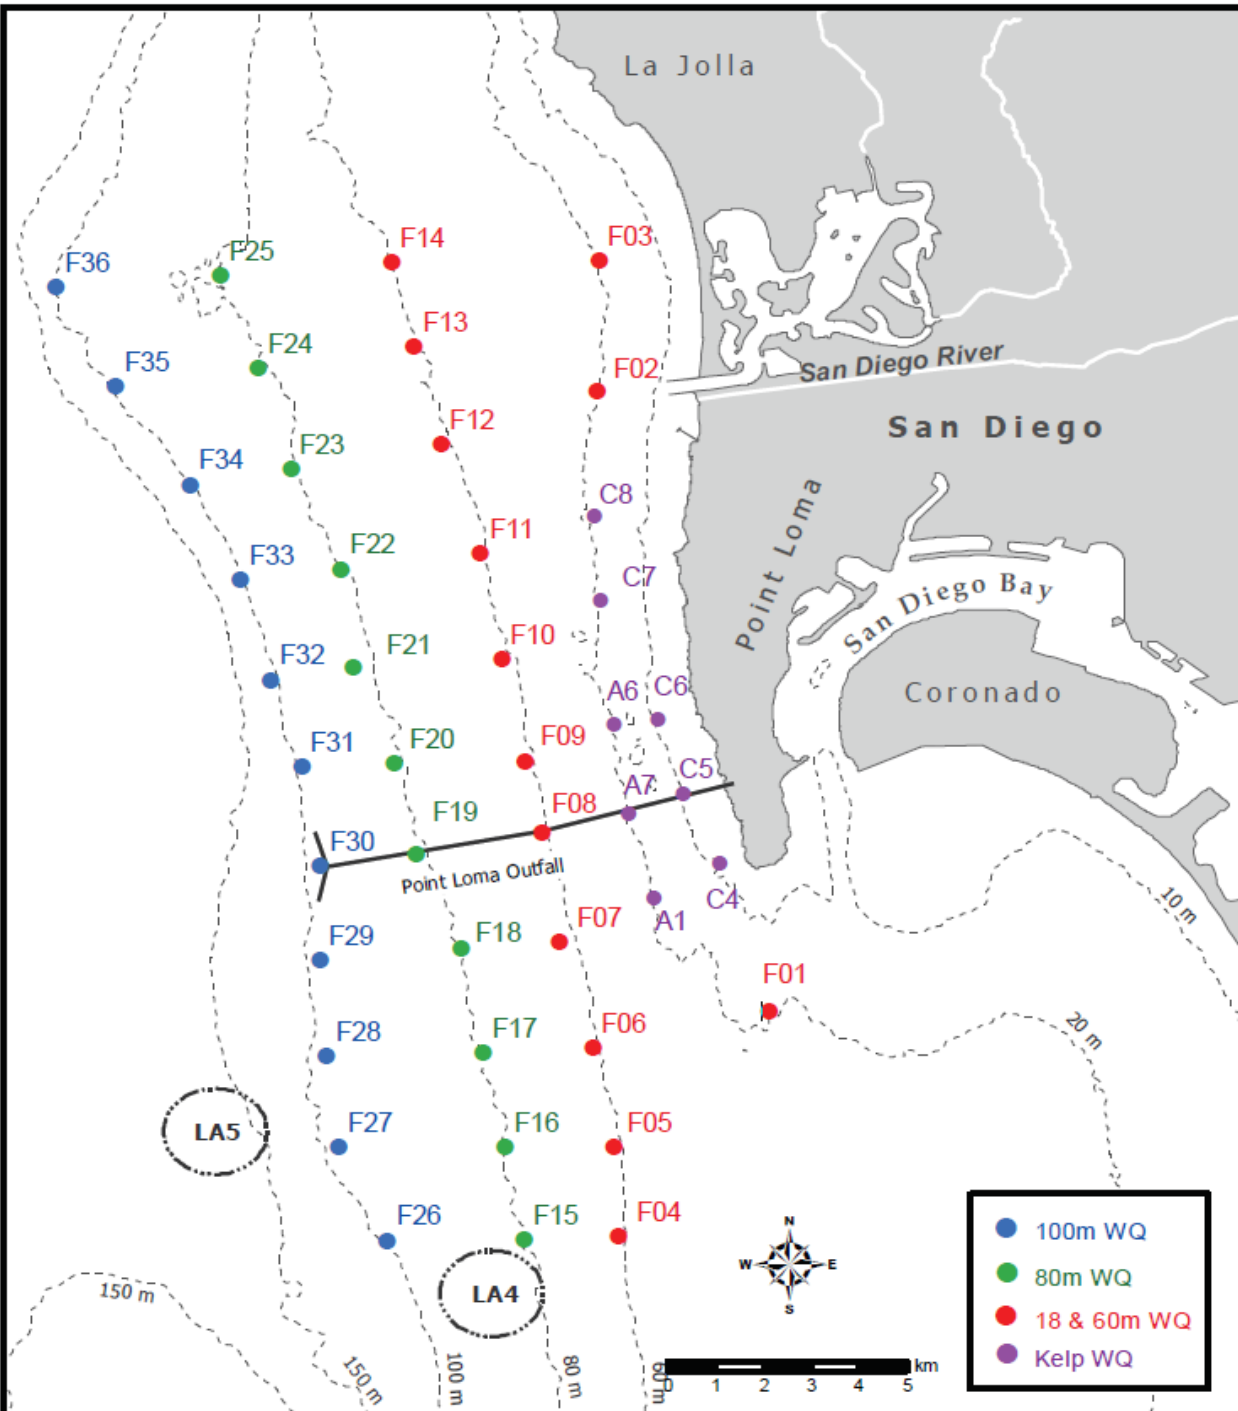 La Jolla
F14
F03
F36
F25
F13
F24
F35
F02
San Diego River
F12
San Diego
F23
F34
C8
Point Loma
F11
F22
F33
C7
San Diego Bay
F10
F21
F32
A6
C6
Coronado
F20
F09
F31
C5
A7
F19
F08
F30
Point Loma Outfall
C4
10 m
A1
F07
F18
F29
F01
F06
F17
F28
20 m
F05
F16
F27
LA5
F04
F15
F26
N
W
E
S
LA4
150 m
150 m
100 m
80 m
60 m
km
0 1 2 3 4 5
100m WQ
80m WQ
18 & 60m WQ
Kelp WQ